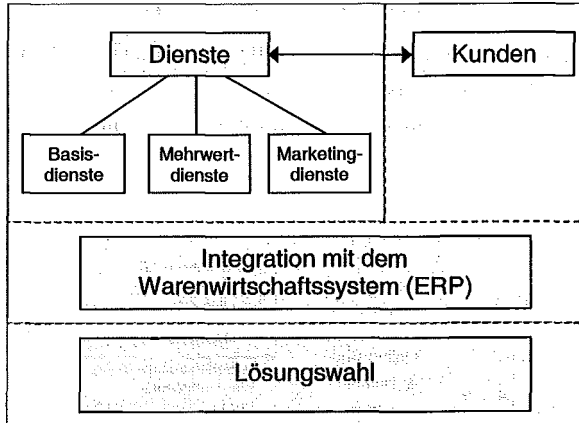 Dienste
Kunden
Basis-
dienste
Mehrwert-
dienste
Marketing-
dienste
Integration mit dem
Warenwirtschaftssystem (ERP)
Lösungswahl